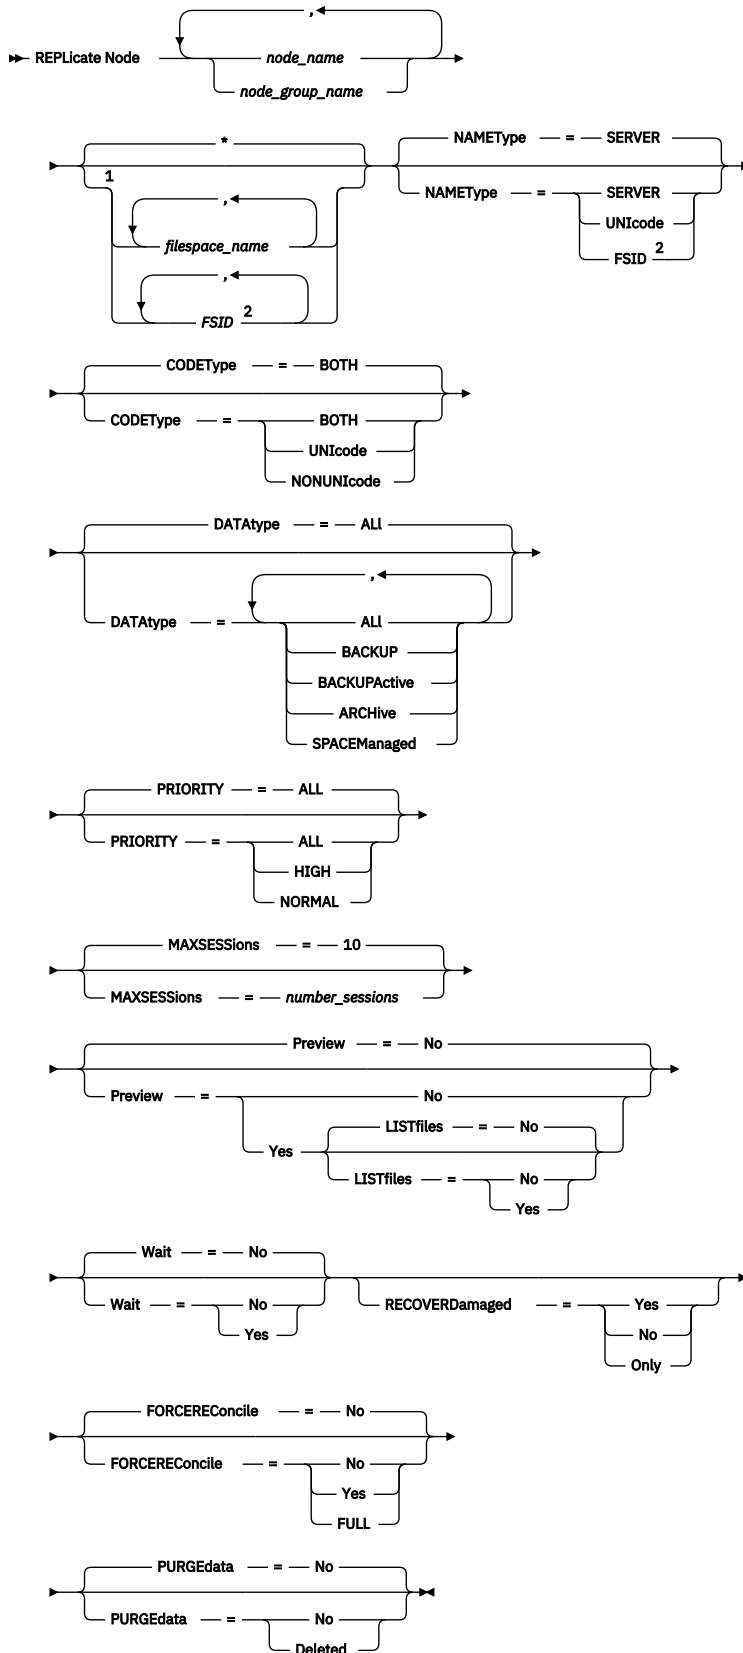 ,
REPLicate Node node_name
node_group_name
* NAMEType = SERVER
1
, NAMEType = SERVER
filespace_name UNIcode
, FSID 2
FSID 2
CODEType = BOTH
CODEType = BOTH
UNIcode
NONUNIcode
DATAtype = ALl
,
DATAtype = ALl
BACKUP
BACKUPActive
ARCHive
SPACEManaged
PRIORITY = ALL
PRIORITY = ALL
HIGH
NORMAL
MAXSESSions = 10
MAXSESSions = number_sessions
Preview = No
Preview = No
LISTfiles = No
Yes
LISTfiles = No
Yes
Wait = No
Wait = No RECOVERDamaged = Yes
Yes No
Only
FORCEREConcile = No
FORCEREConcile = No
Yes
FULL
PURGEdata = No
PURGEdata = No
Deleted